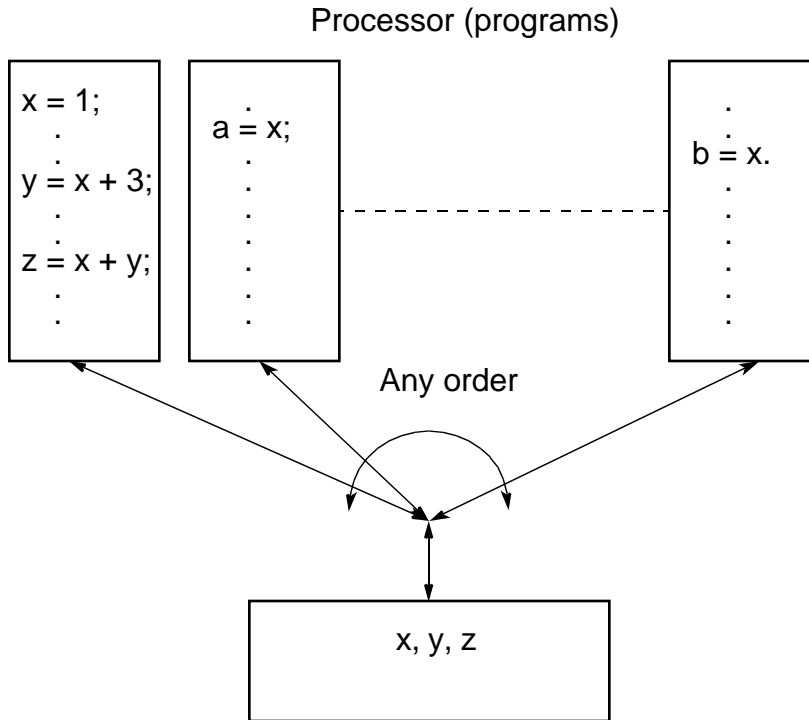 Processor (programs)
x = 1;
.
.
y = x + 3;
.
.
z = x + y;
.
.
.
a = x;
.
.
.
.
.
.
.
.
.
b = x.
.
.
.
.
.
.
Any order
x, y, z